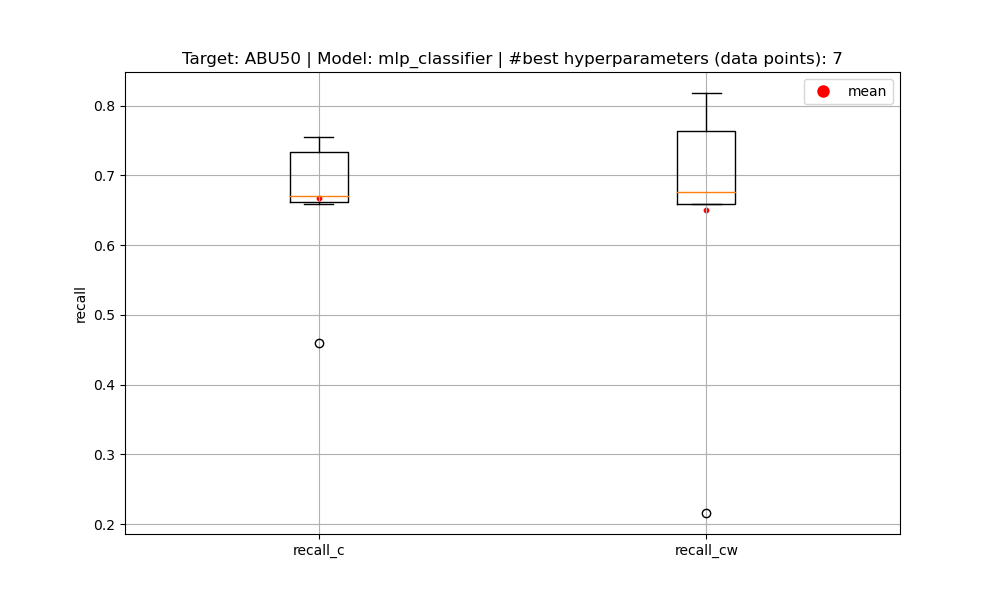 Target: ABU50 | Model: mlp_classifier | #best hyperparameters (data points): 7
mean
0.8
0.7
0.6
0.5
0.4
0.3
0.2
recall
recall_c
recall_cw